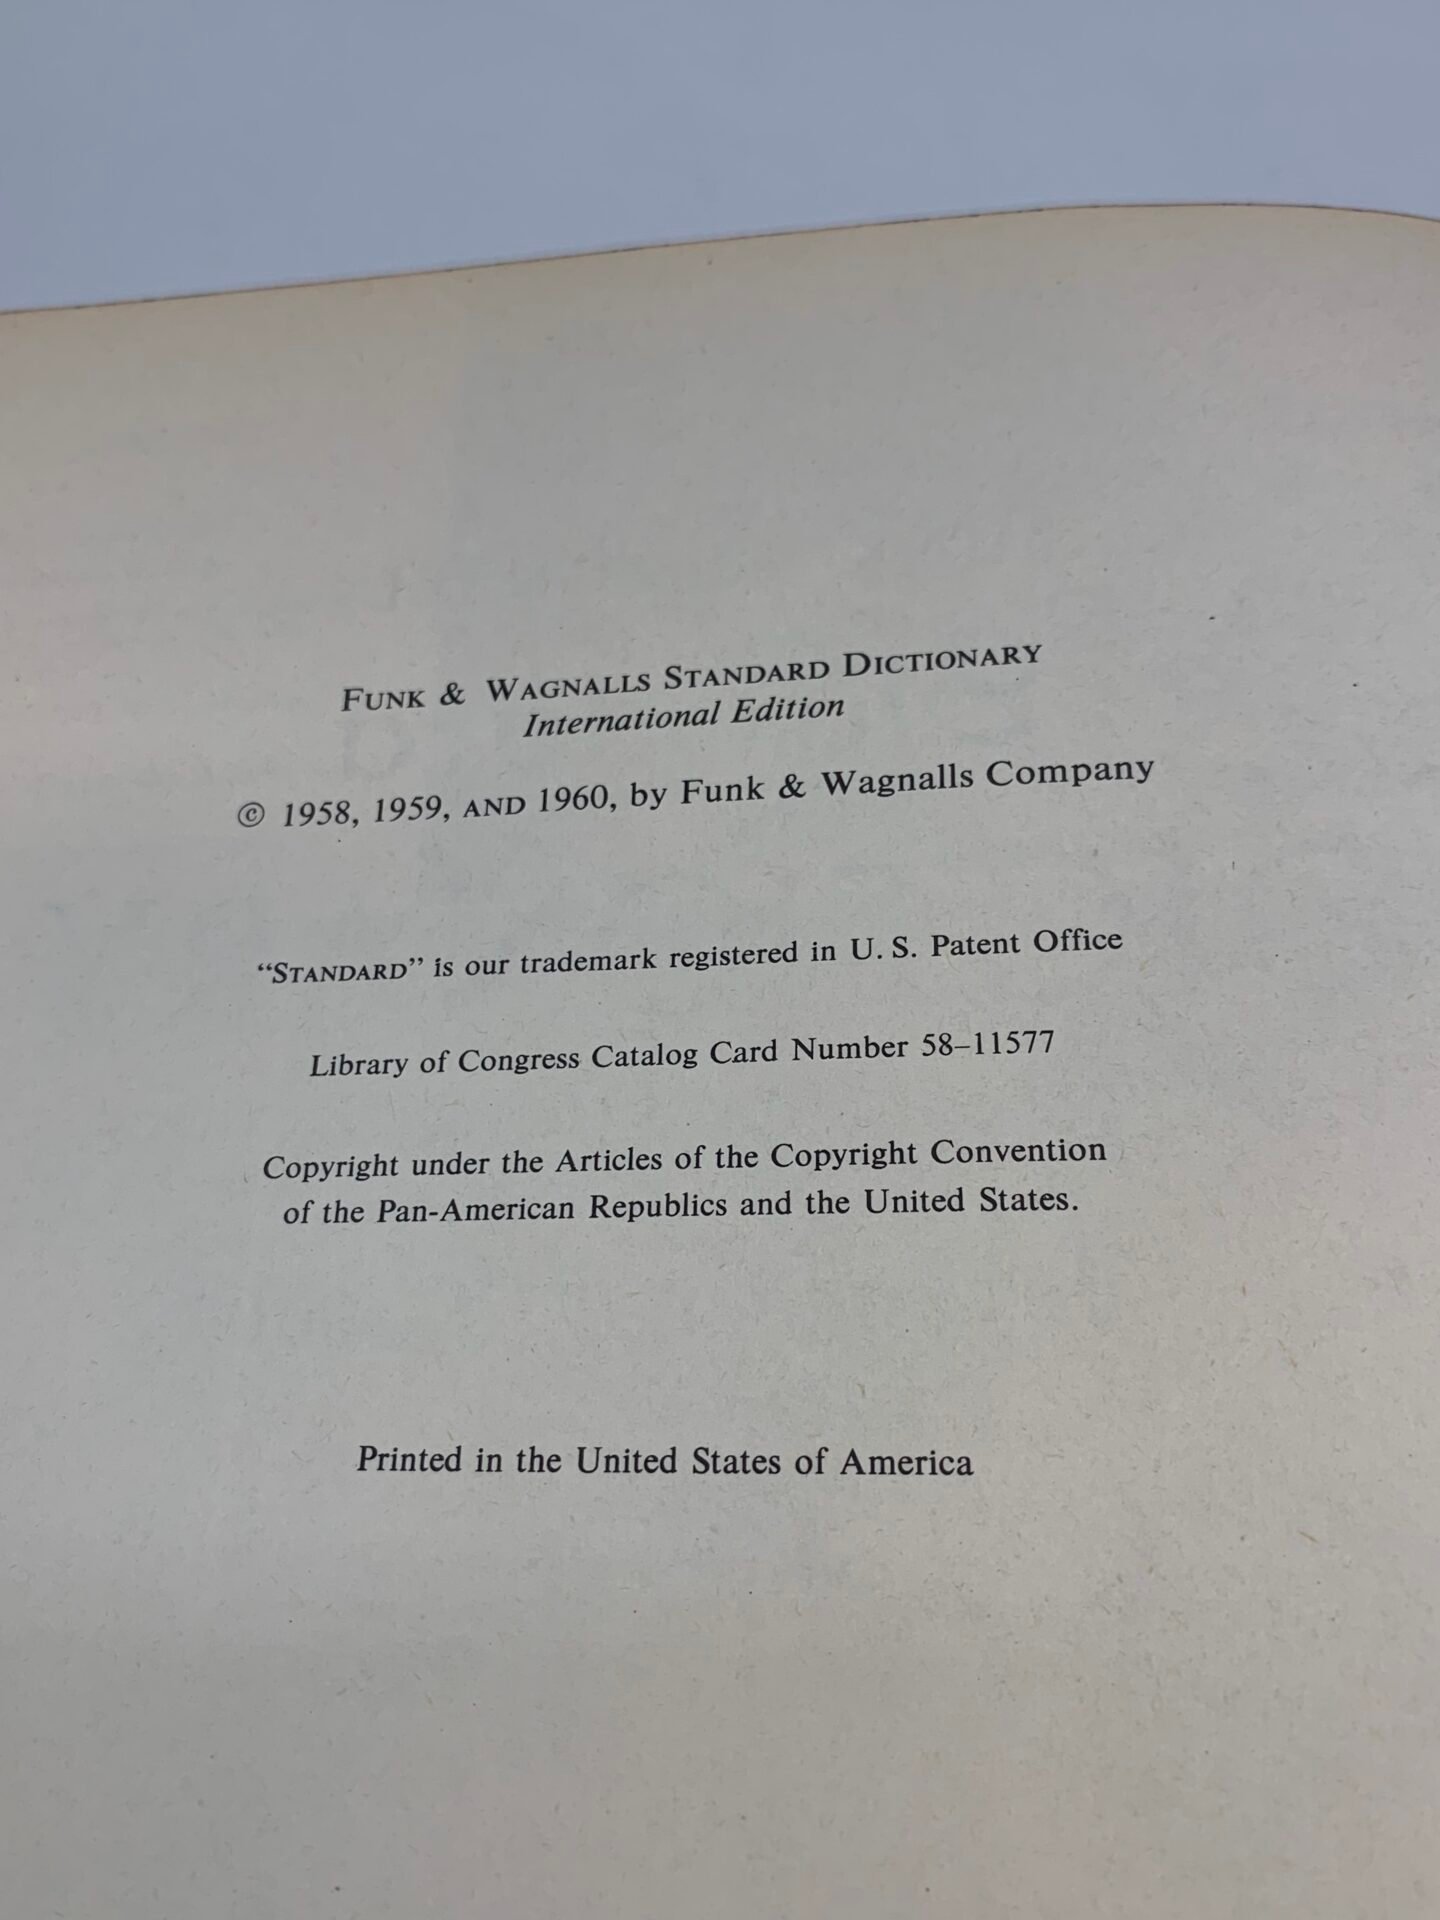 FUNK & WAGNALLS STANDARD DICTIONARY
International Edition
© 1958, 1959, AND 1960, by Funk & Wagnalls Company
“STANDARD” is our trademark registered in U. S. Patent Office
Library of Congress Catalog Card Number 58–11577
Copyright under the Articles of the Copyright Convention
of the Pan-American Republics and the United States.
Printed in the United States of America